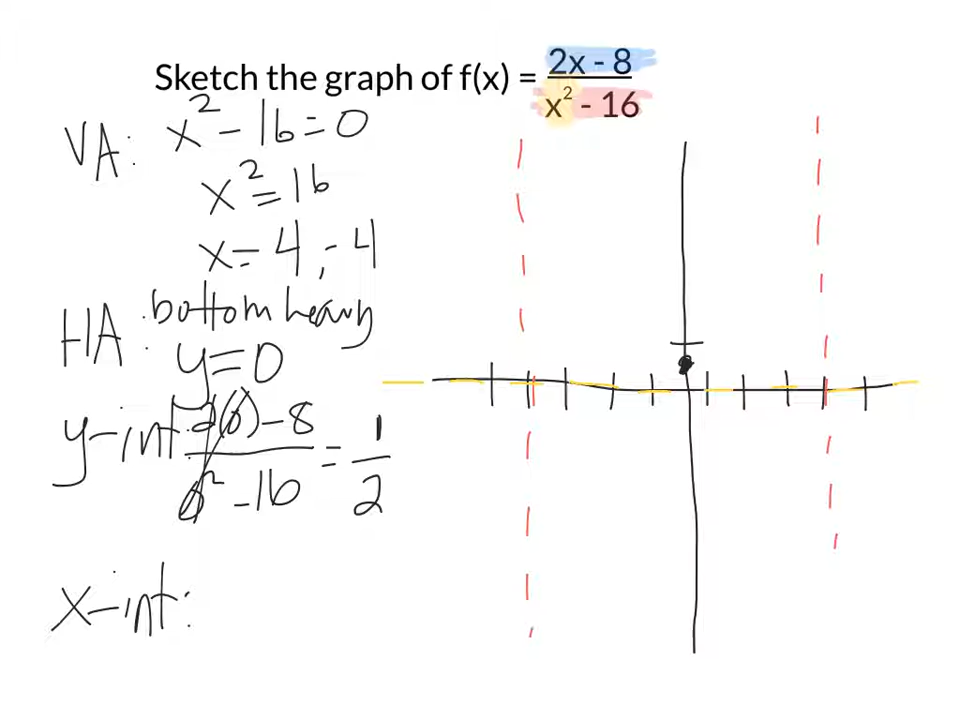 Sketch the graph of f(x) = 2x - 8 / x² - 16
VA: x² - 16 = 0
x² = 16
x = 4, -4
HA: bottom heavy
y = 0
y-int: 2(0) - 8 / 0² - 16 = 1 / 2
x-int: